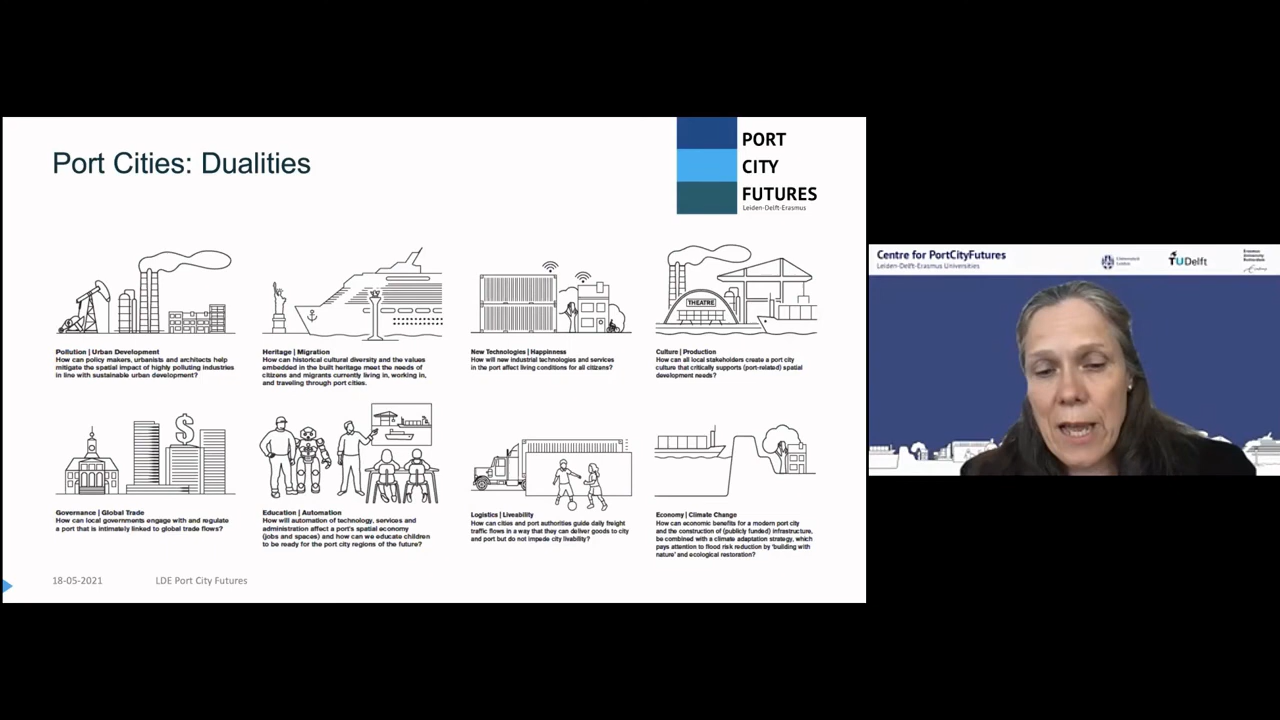 Port Cities: Dualities
PORT
CITY
FUTURES
Leiden-Delft-Erasmus
THEATRE
Pollution | Urban Development
How can policy makers, urbanists and architects help
mitigate the spatial impact of highly polluting industries
in line with sustainable urban development?
Heritage | Migration
How can historical cultural diversity and the values
embedded in the built heritage meet the needs of
citizens and migrants currently living in, working in,
and traveling through port cities.
New Technologies | Happinness
How will new industrial technologies and services
in the port affect living conditions for all citizens?
Culture | Production
How can all local stakeholders create a port city
culture that critically supports (port-related) spatial
development needs?
$
Governance | Global Trade
How can local governments engage with and regulate
a port that is intimately linked to global trade flows?
Education | Automation
How will automation of technology, services and
administration affect a port's spatial economy
(jobs and spaces) and how can we educate children
to be ready for the port city regions of the future?
Logistics | Liveability
How can cities and port authorities guide daily freight
traffic flows in a way that they can deliver goods to city
and port but do not impede city livability?
Economy | Climate Change
How can economic benefits for a modern port city
and the construction of (publicly funded) infrastructure,
be combined with a climate adaptation strategy, which
pays attention to flood risk reduction by 'building with
nature' and ecological restoration?
18-05-2021
LDE Port City Futures
Centre for PortCityFutures
Leiden-Delft-Erasmus Universities
Universiteit
Leiden
TUDelft
Erasmus
University
Rotterdam